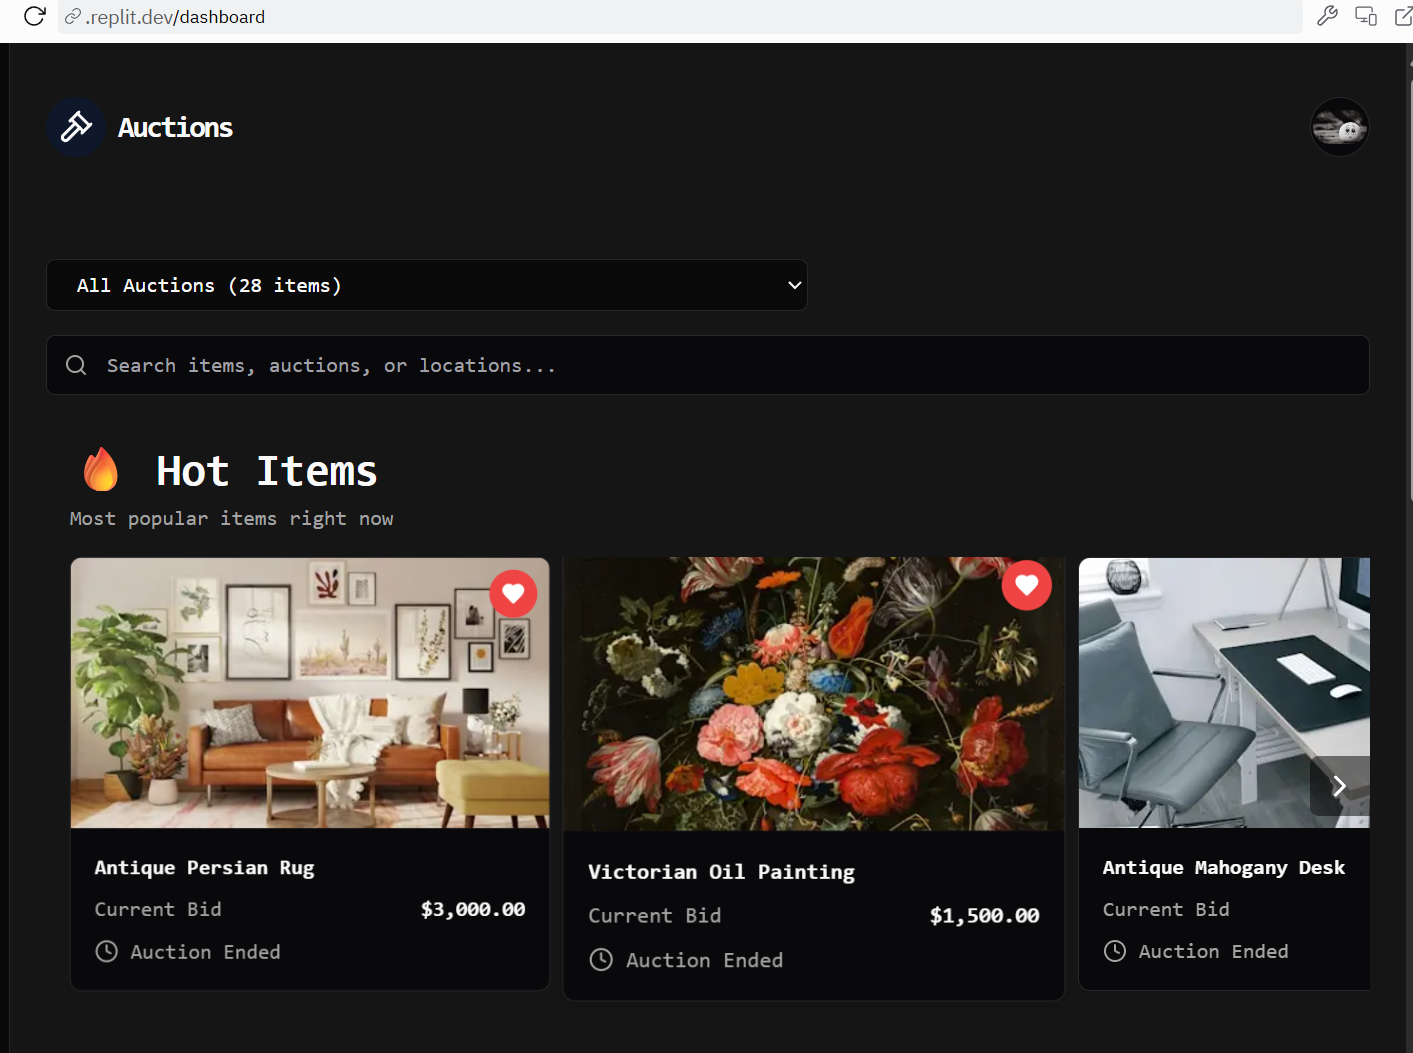 .replit.dev/dashboard
Auctions
All Auctions (28 items)
Search items, auctions, or locations...
🔥 Hot Items
Most popular items right now
Antique Persian Rug
Current Bid $3,000.00
Auction Ended
Victorian Oil Painting
Current Bid $1,500.00
Auction Ended
Antique Mahogany Desk
Current Bid
Auction Ended